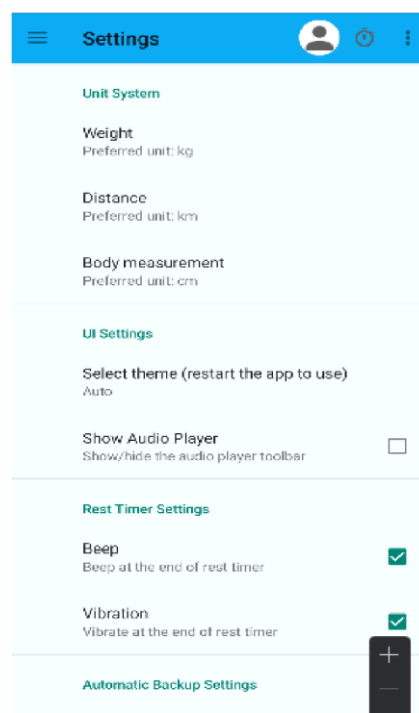 Settings
Unit System
Weight
Preferred unit: kg
Distance
Preferred unit: km
Body measurement
Preferred unit: cm
UI Settings
Select theme (restart the app to use)
Auto
Show Audio Player
Show/hide the audio player toolbar
Rest Timer Settings
Beep
Beep at the end of rest timer
Vibration
Vibrate at the end of rest timer
Automatic Backup Settings